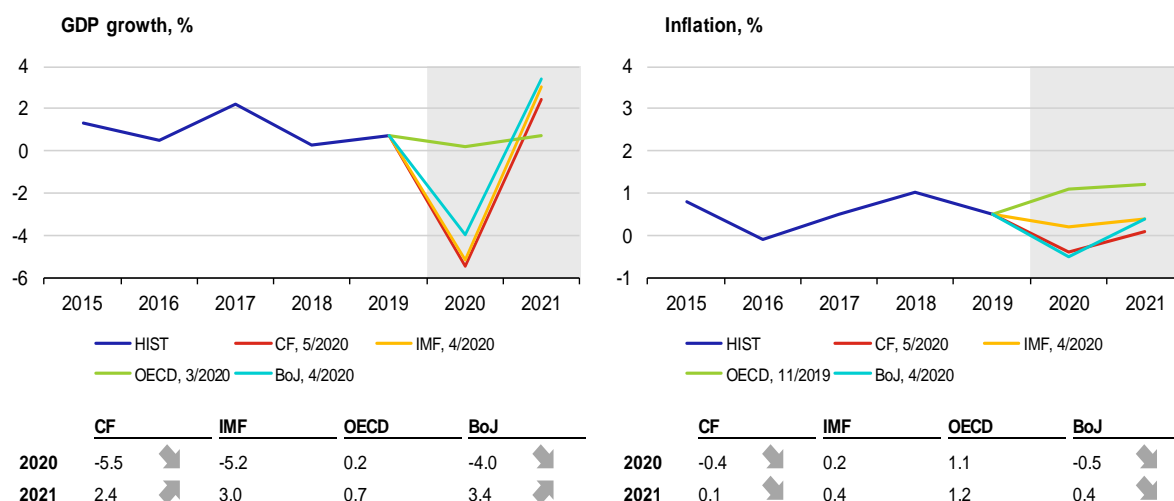 GDP growth, %
4
2
0
-2
-4
-6
2015 2016 2017 2018 2019 2020 2021
HIST CF, 5/2020 IMF, 4/2020
OECD, 3/2020 BoJ, 4/2020
CF IMF OECD BoJ
2020 -5.5 -5.2 0.2 -4.0
2021 2.4 3.0 0.7 3.4
Inflation, %
4
3
2
1
0
-1
2015 2016 2017 2018 2019 2020 2021
HIST CF, 5/2020 IMF, 4/2020
OECD, 11/2019 BoJ, 4/2020
CF IMF OECD BoJ
2020 -0.4 0.2 1.1 -0.5
2021 0.1 0.4 1.2 0.4